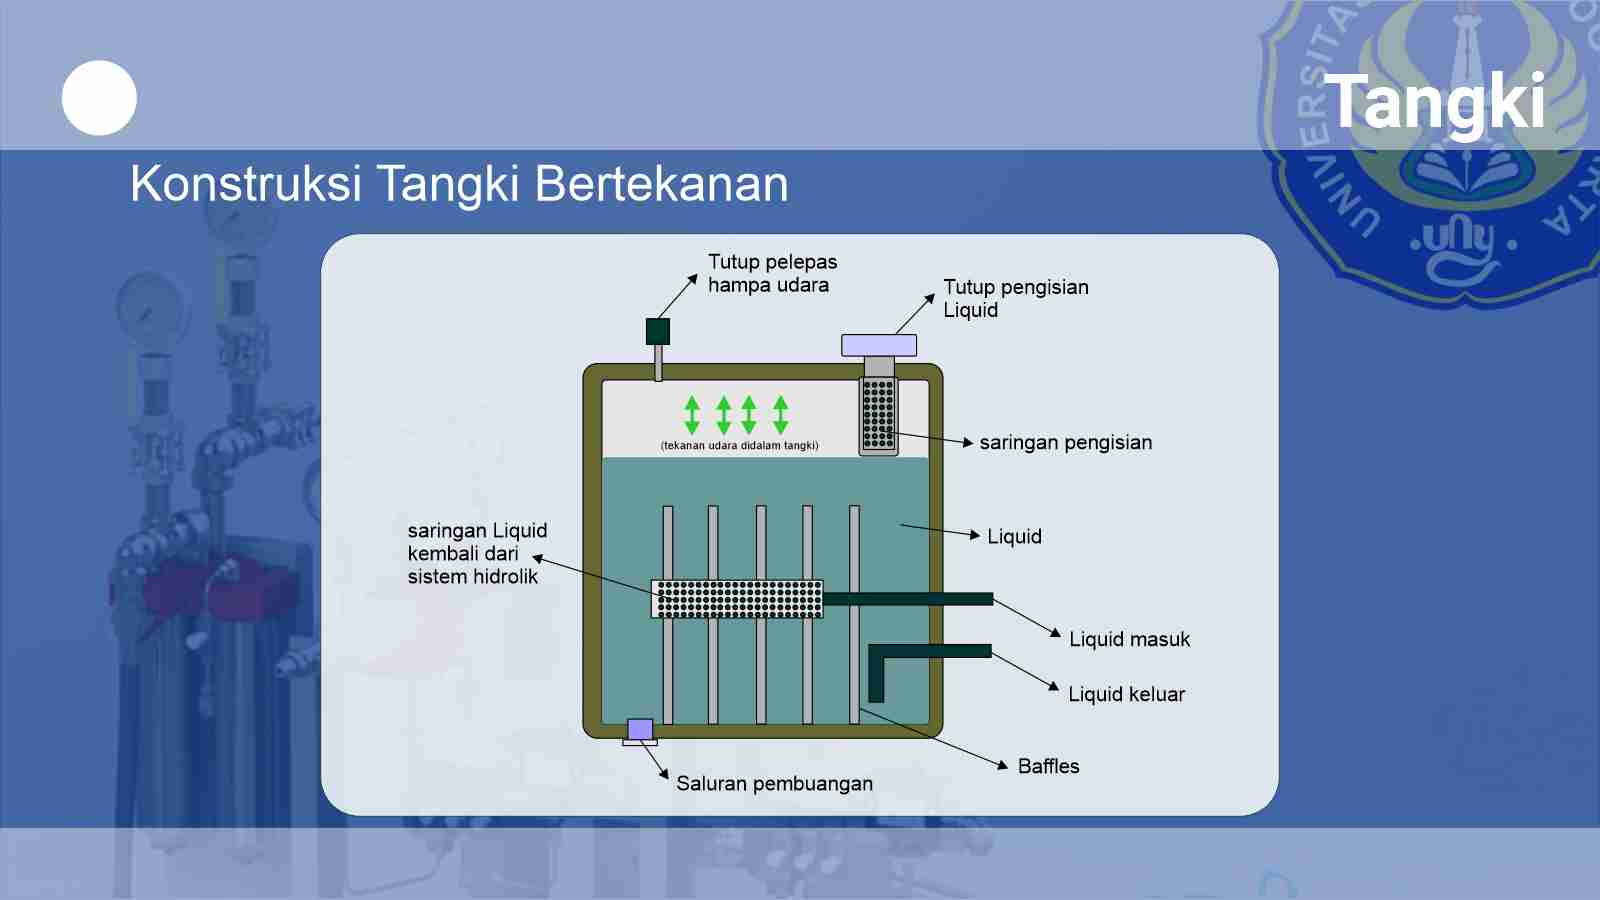 Tangki
Konstruksi Tangki Bertekanan
Tutup pelepas
hampa udara
Tutup pengisian
Liquid
(tekanan udara didalam tangki)
saringan pengisian
saringan Liquid
kembali dari
sistem hidrolik
Liquid
Liquid masuk
Liquid keluar
Baffles
Saluran pembuangan
UNIVERSITAS
uny